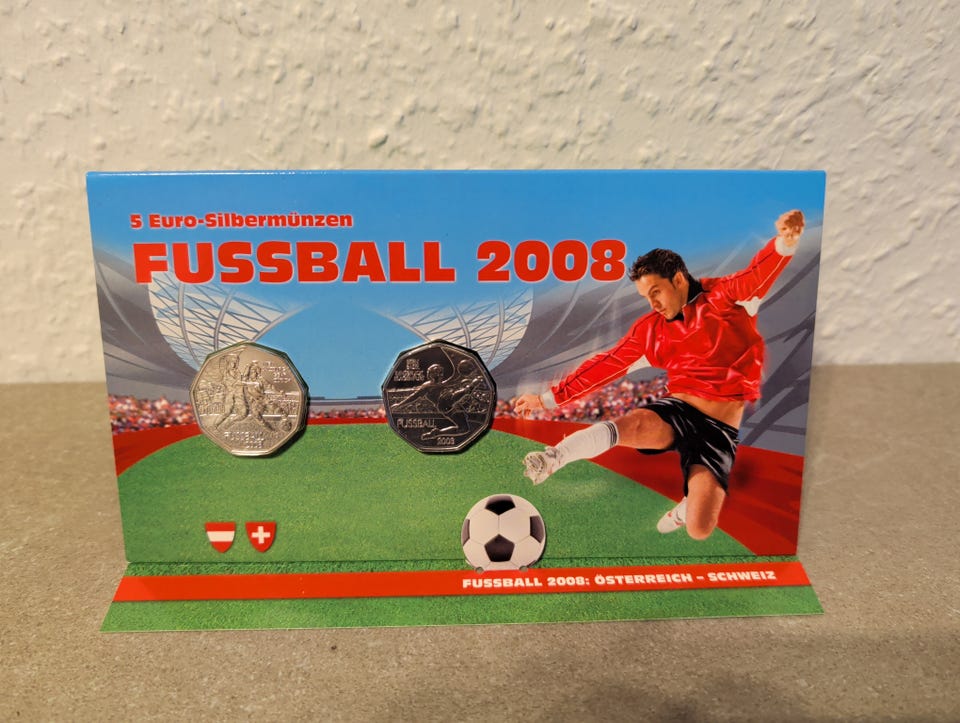 5 Euro-Silbermünzen
FUSSBALL 2008
FUSSBALL
2008
FUSSBALL 2008: ÖSTERREICH – SCHWEIZ